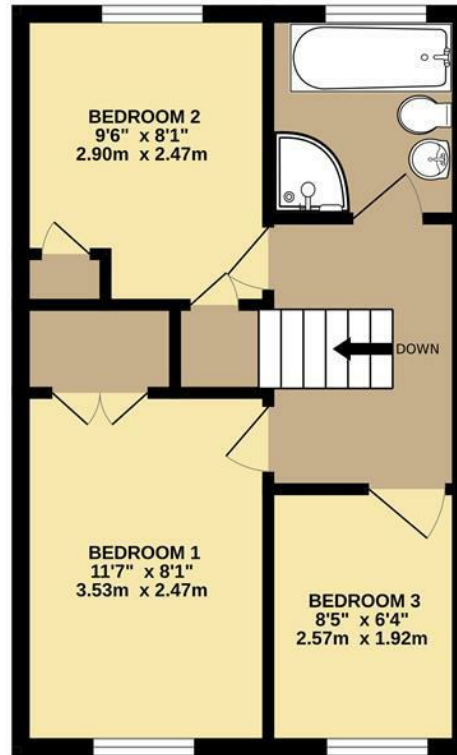 BEDROOM 2
9'6" x 8'1"
2.90m x 2.47m
DOWN
BEDROOM 1
11'7" x 8'1"
3.53m x 2.47m
BEDROOM 3
8'5" x 6'4"
2.57m x 1.92m